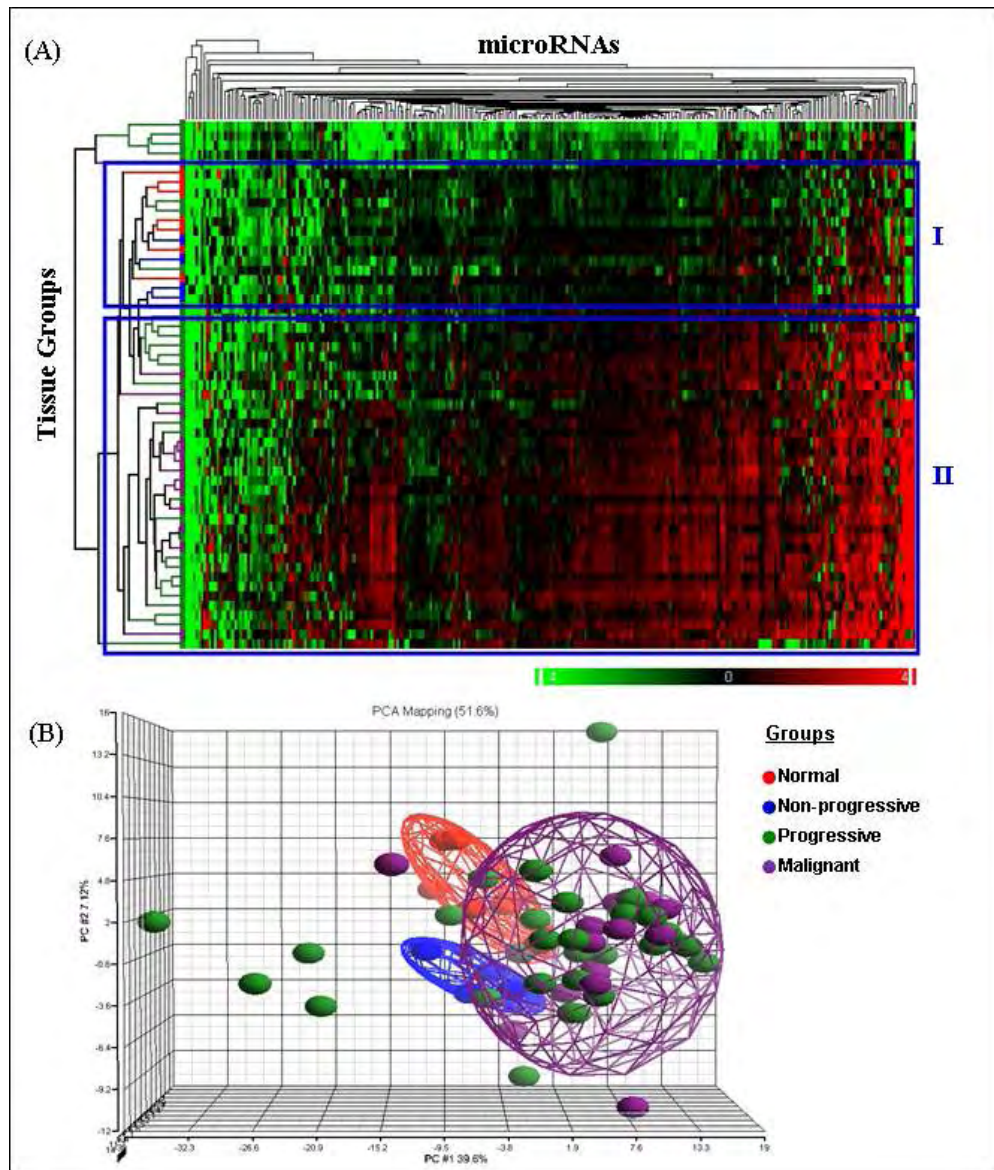 (A)
microRNAs
Tissue Groups
I
II
0
4
(B)
PCA Mapping (51.6%)
16
13.2
10.4
7.6
4.8
2
-0.8
-3.6
-6.4
-9.2
-12
PC #2 7.12%
-32.3
-26.6
-20.9
-15.2
-9.5
-3.8
1.9
7.6
13.3
19
PC #1 39.6%
Groups
Normal
Non-progressive
Progressive
Malignant